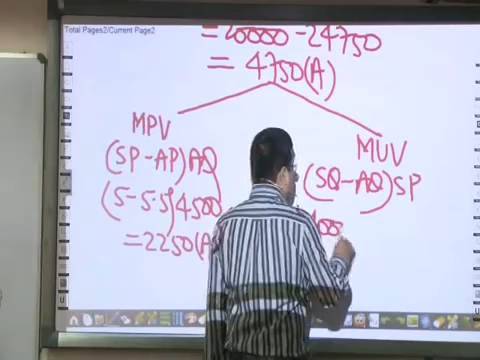 Total Pages2/Current Page2
= 20000 - 24750
= 4750(A)
MPV
(SP-AP)AQ
(5-5.5)4500
=2250(A)
MUV
(SQ-AQ)SP